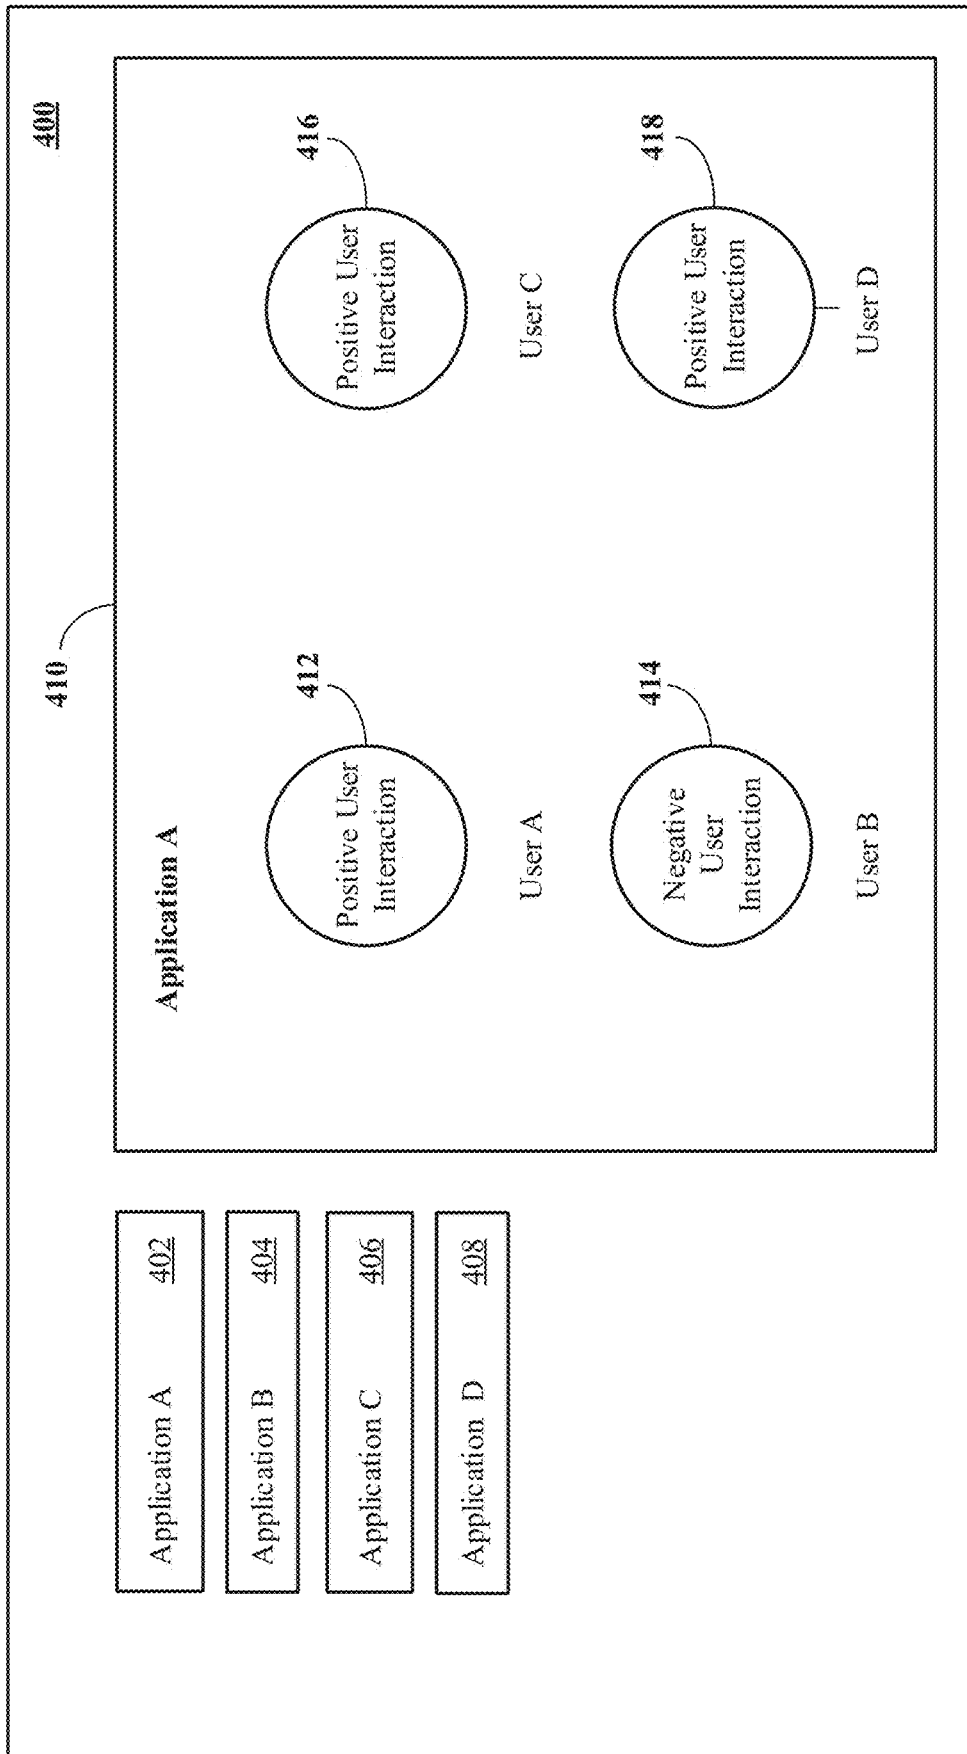 400
Application A
402
Application B
404
Application C
406
Application D
408
410
Application A
412
Positive User
Interaction
User A
416
Positive User
Interaction
User C
414
Negative
User
Interaction
User B
418
Positive User
Interaction
User D